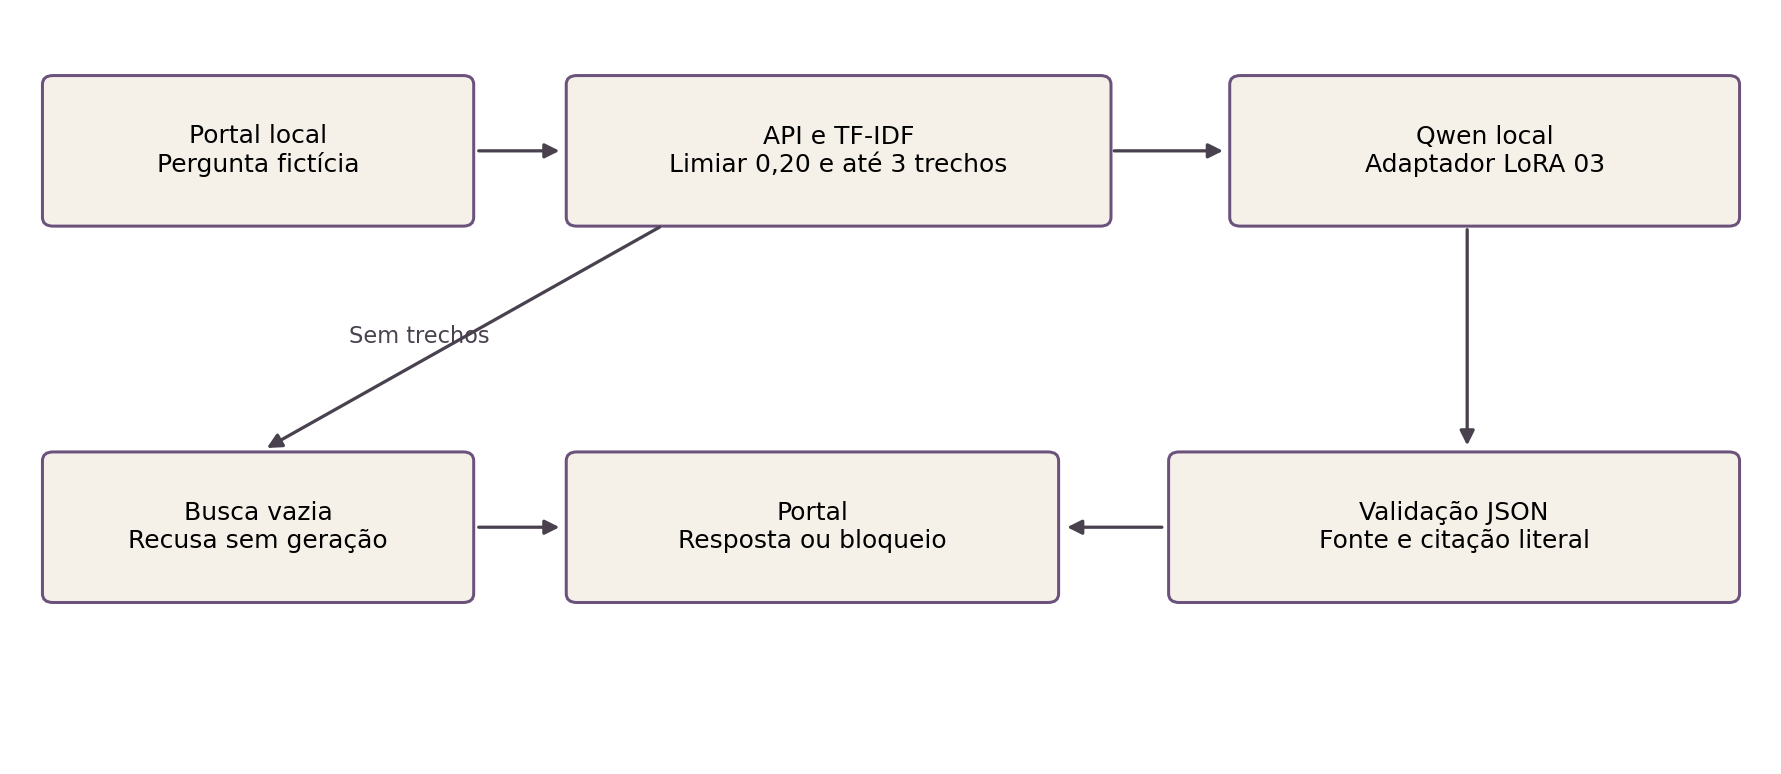 Portal local
Pergunta fictícia
API e TF-IDF
Limiar 0,20 e até 3 trechos
Qwen local
Adaptador LoRA 03
Sem trechos
Busca vazia
Recusa sem geração
Portal
Resposta ou bloqueio
Validação JSON
Fonte e citação literal